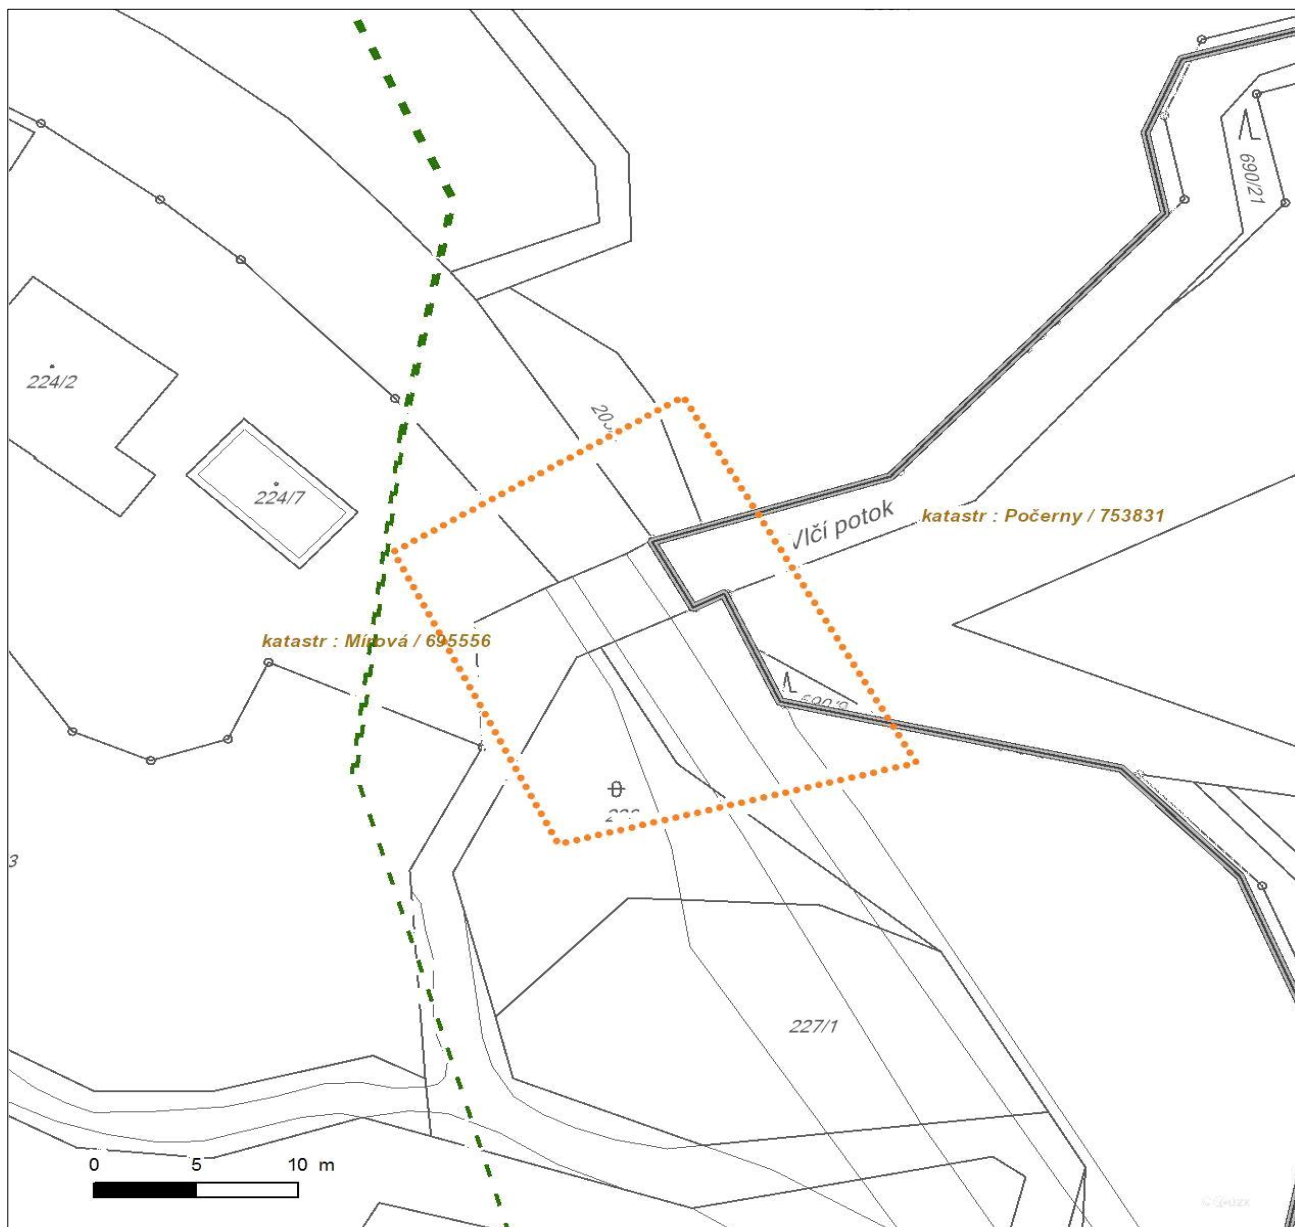 690/21
224/2
224/7
Vlčí potok
katastr : Počerny / 753831
katastr : Mírová / 695556
3
227/1
0 5 10 m